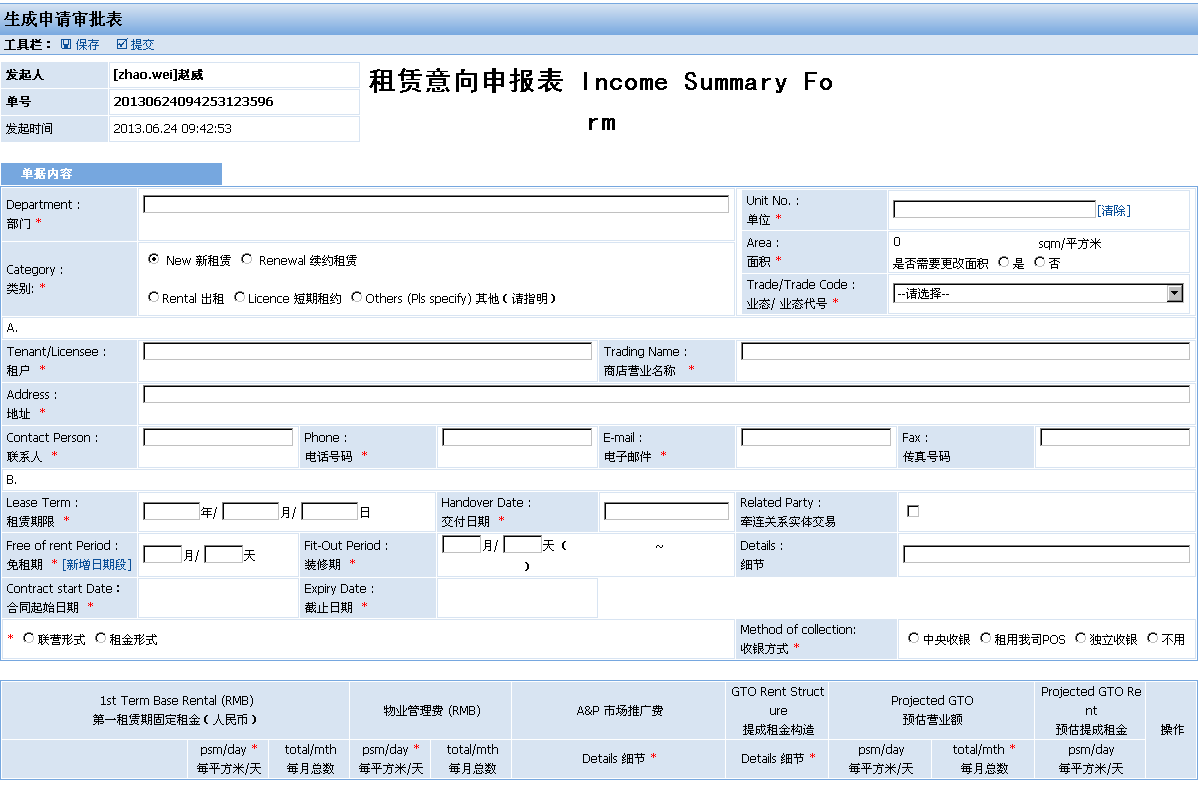 生成申请审批表
工具栏： 保存 提交
发起人 [zhao.wei]赵威
单号 20130624094253123596
发起时间 2013.06.24 09:42:53
租赁意向申报表 Income Summary Fo
rm
单据内容
Department :
部门 *
Unit No. :
单位 *
[清除]
Area :
面积 *
0 sqm/平方米
是否需要更改面积 是 否
Category :
类别: *
New 新租赁 Renewal 续约租赁
Rental 出租 Licence 短期租约 Others (Pls specify) 其他 ( 请指明 )
Trade/Trade Code :
业态/ 业态代号 *
--请选择--
A.
Tenant/Licensee :
租户 *
Trading Name :
商店营业名称 *
Address :
地址 *
Contact Person :
联系人 *
Phone :
电话号码 *
E-mail :
电子邮件 *
Fax :
传真号码
B.
Lease Term :
租赁期限 *
年/ 月/ 日
Handover Date :
交付日期 *
Related Party :
牵连关系实体交易
Free of rent Period :
免租期 * [新增日期段]
月/ 天
Fit-Out Period :
装修期 *
月/ 天 ( ~
)
Details :
细节
Contract start Date：
合同起始日期 *
Expiry Date :
截止日期 *
* 联营形式 租金形式
Method of collection:
收银方式 *
中央收银 租用我司POS 独立收银 不用
1st Term Base Rental (RMB)
第一租赁期固定租金 ( 人民币 )
物业管理费 (RMB)
A&P 市场推广费
GTO Rent Struct
ure
提成租金构造
Projected GTO
预估营业额
Projected GTO Re
nt
预估提成租金
操作
psm/day *
每平方米/天
total/mth
每月总数
psm/day *
每平方米/天
total/mth
每月总数
Details 细节 *
Details 细节 *
psm/day
每平方米/天
total/mth *
每月总数
psm/day
每平方米/天